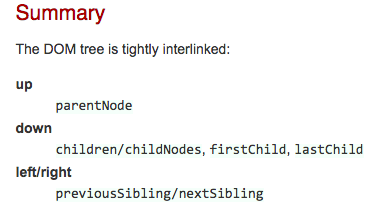 Summary
The DOM tree is tightly interlinked:
up
parentNode
down
children/childNodes, firstChild, lastChild
left/right
previousSibling/nextSibling